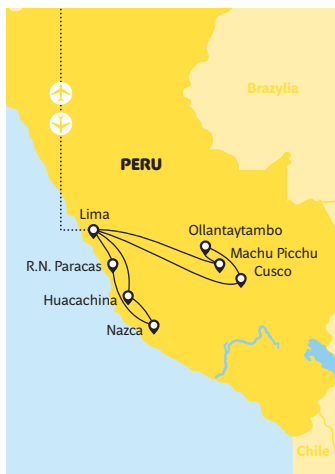 Brazylia
PERU
Lima
Ollantaytambo
Machu Picchu
R.N. Paracas
Cusco
Huacachina
Nazca
Chile